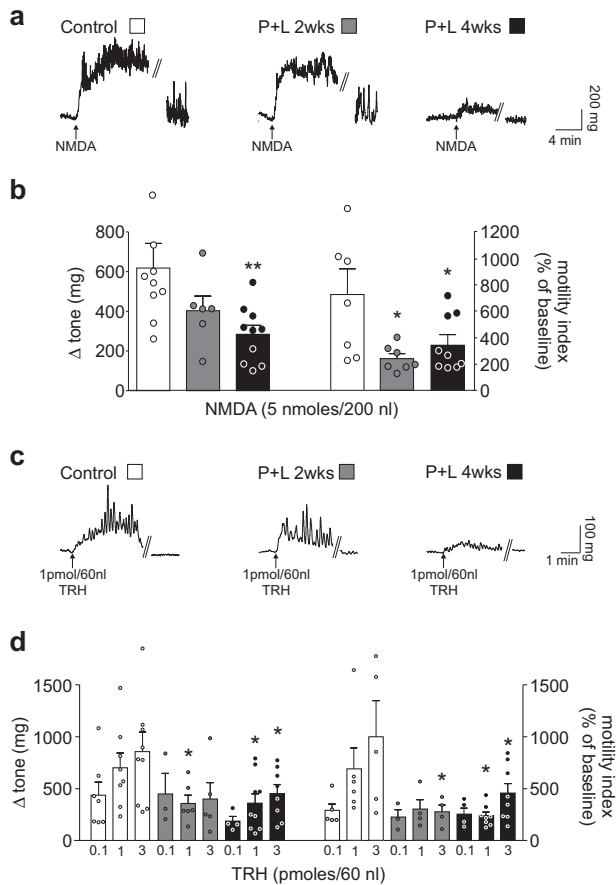 a
Control P+L 2wks P+L 4wks
NMDA NMDA NMDA
200 mg
4 min
b
Δ tone (mg)
800
600
400
200
0
** * *
1200
1000
800
600
400
200
0
motility index
(% of baseline)
NMDA (5 nmoles/200 nl)
c
Control P+L 2wks P+L 4wks
1pmol/60nl 1pmol/60nl 1pmol/60nl
TRH TRH TRH
100 mg
1 min
d
Δ tone (mg)
1500
1000
500
0
* * * * * *
1500
1000
500
0
motility index
(% of baseline)
0.1 1 3 0.1 1 3 0.1 1 3 0.1 1 3 0.1 1 3 0.1 1 3
TRH (pmoles/60 nl)